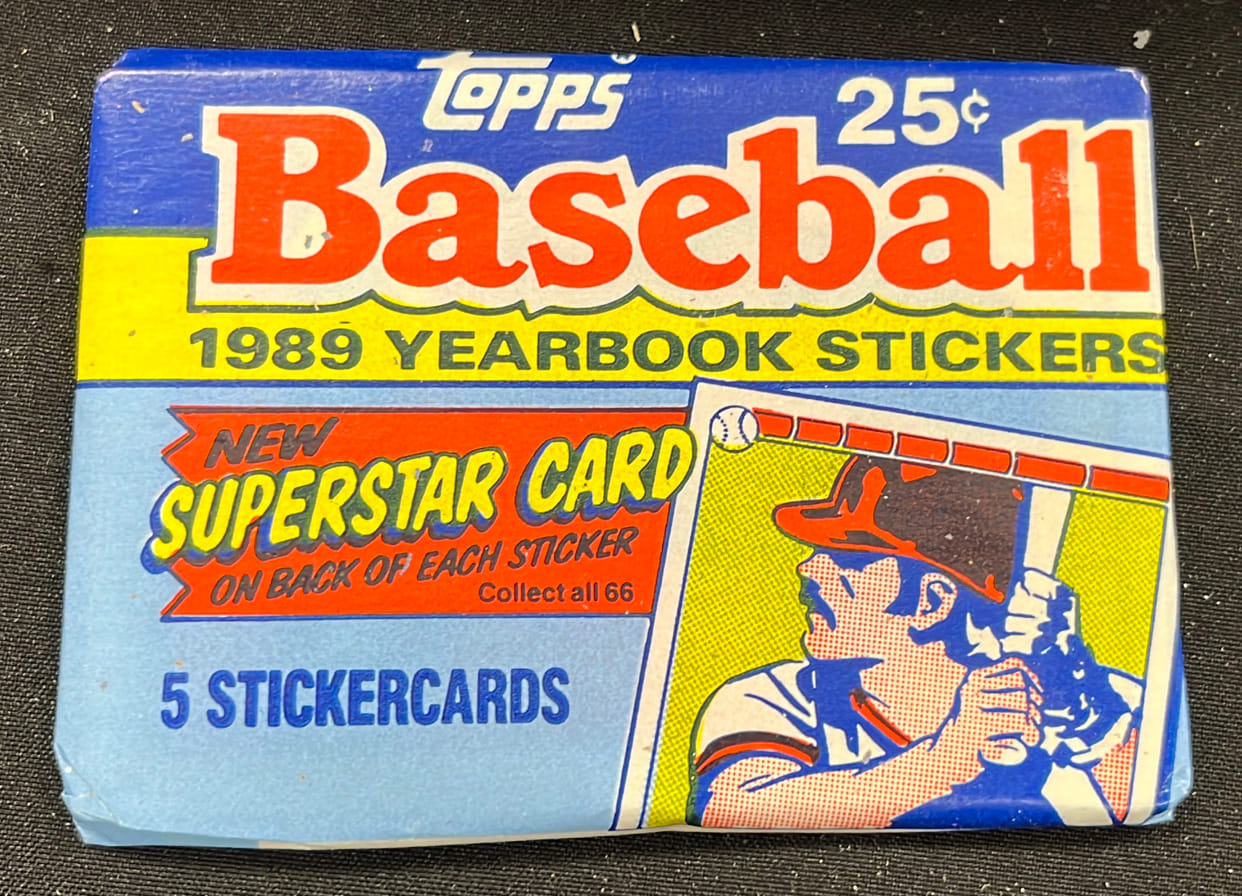 Topps
25¢
Baseball
1989 YEARBOOK STICKERS
NEW
SUPERSTAR CARD
ON BACK OF EACH STICKER
Collect all 66
5 STICKERCARDS